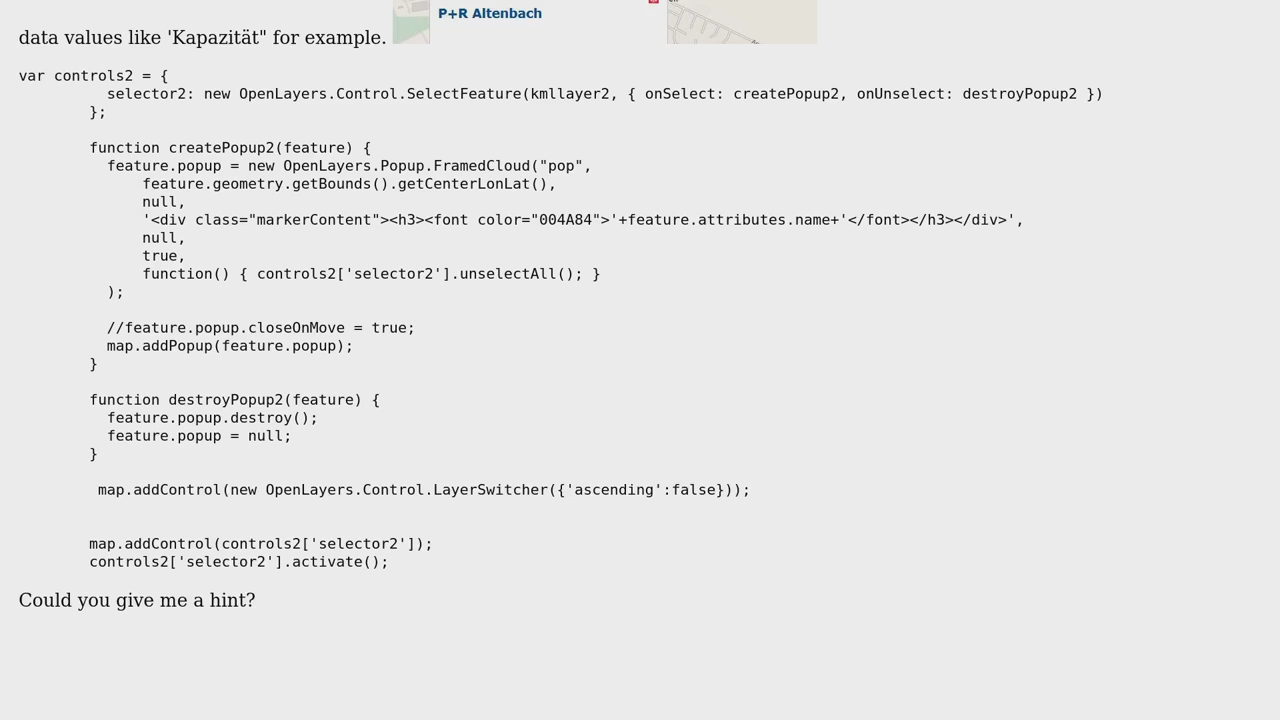 P+R Altenbach
data values like 'Kapazität" for example.
var controls2 = {
          selector2: new OpenLayers.Control.SelectFeature(kmllayer2, { onSelect: createPopup2, onUnselect: destroyPopup2 })
        };
        function createPopup2(feature) {
          feature.popup = new OpenLayers.Popup.FramedCloud("pop",
              feature.geometry.getBounds().getCenterLonLat(),
              null,
              '<div class="markerContent"><h3><font color="004A84">'+feature.attributes.name+'</font></h3></div>',
              null,
              true,
              function() { controls2['selector2'].unselectAll(); }
          );
          //feature.popup.closeOnMove = true;
          map.addPopup(feature.popup);
        }
        function destroyPopup2(feature) {
          feature.popup.destroy();
          feature.popup = null;
        }
         map.addControl(new OpenLayers.Control.LayerSwitcher({'ascending':false}));
        map.addControl(controls2['selector2']);
        controls2['selector2'].activate();
Could you give me a hint?